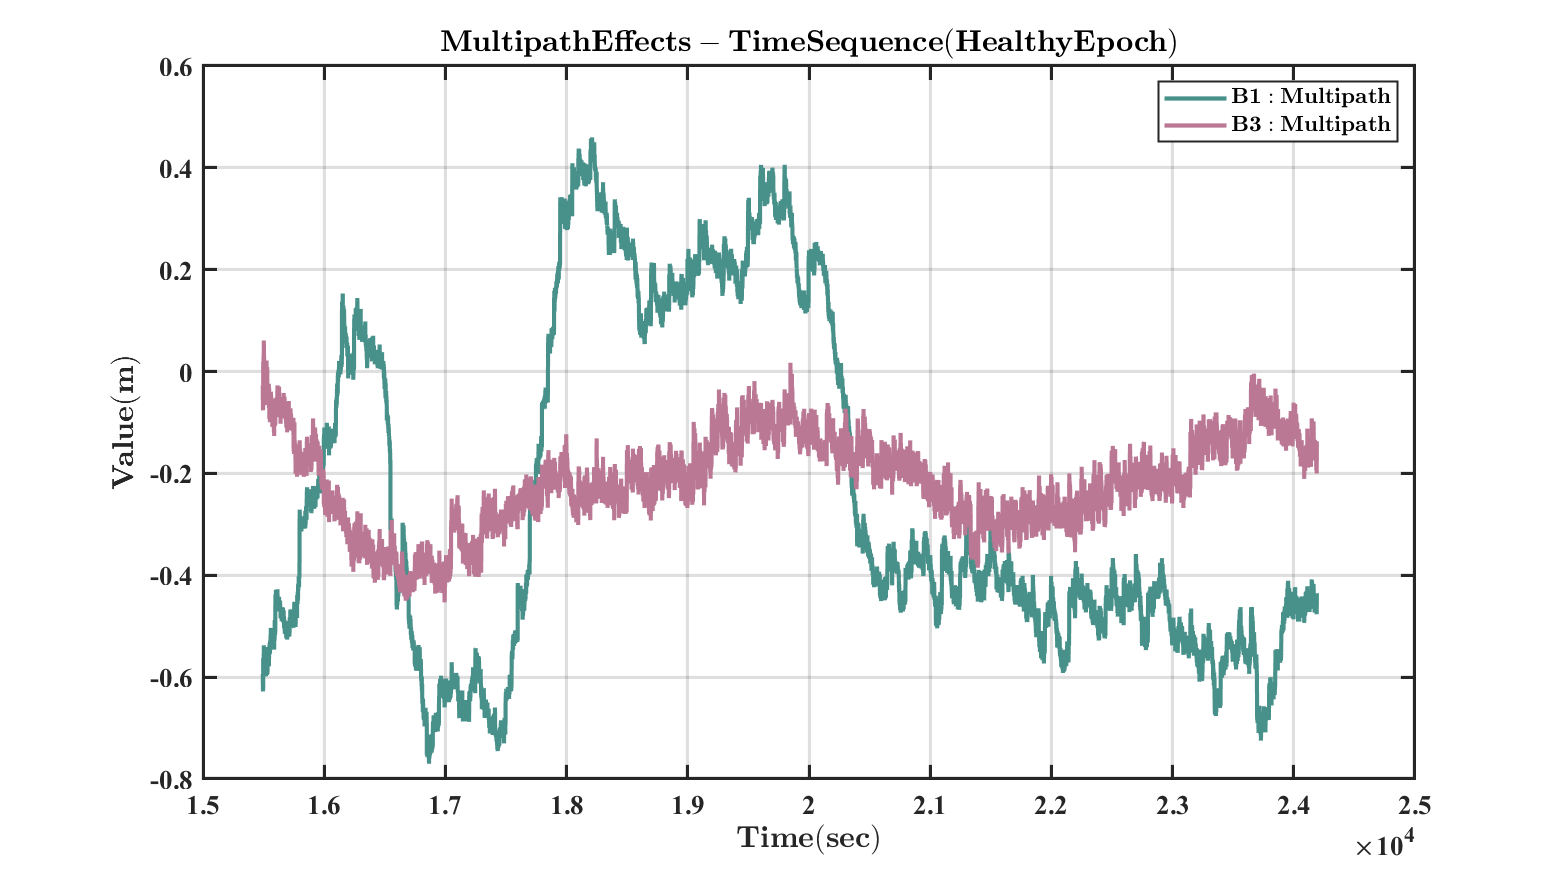 MultipathEffects – TimeSequence(HealthyEpoch)
B1 : Multipath
B3 : Multipath
Value(m)
0.6
0.4
0.2
0
-0.2
-0.4
-0.6
-0.8
1.5 1.6 1.7 1.8 1.9 2 2.1 2.2 2.3 2.4 2.5
Time(sec)
×10⁴